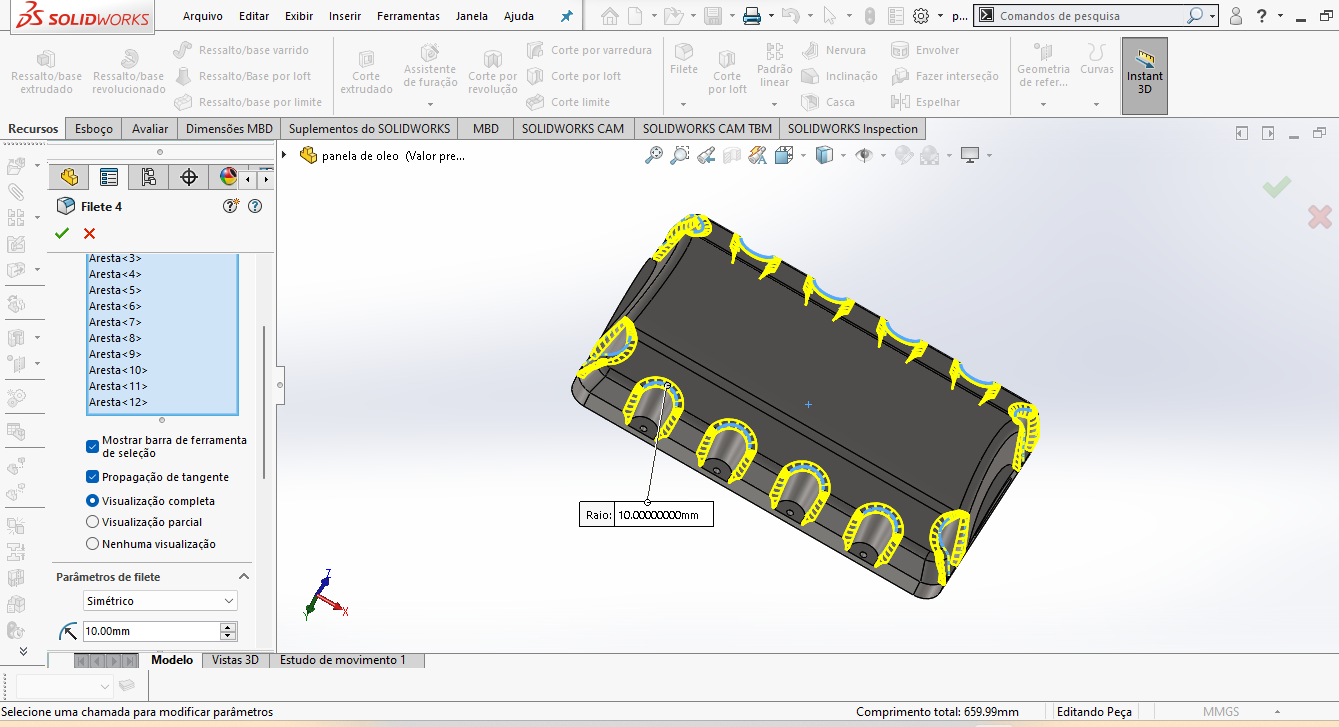 SOLIDWORKS
Arquivo Editar Exibir Inserir Ferramentas Janela Ajuda
p...
Comandos de pesquisa
Ressalto/base extrudado
Ressalto/base revolucionado
Ressalto/base varrido
Ressalto/Base por loft
Ressalto/base por limite
Corte extrudado
Assistente de furação
Corte por revolução
Corte por varredura
Corte por loft
Corte limite
Filete
Corte por loft
Padrão linear
Nervura
Inclinação
Casca
Envolver
Fazer interseção
Espelhar
Geometria de refer...
Curvas
Instant 3D
Recursos Esboço Avaliar Dimensões MBD Suplementos do SOLIDWORKS MBD SOLIDWORKS CAM SOLIDWORKS CAM TBM SOLIDWORKS Inspection
panela de oleo (Valor pre...
Filete 4
Aresta<3>
Aresta<4>
Aresta<5>
Aresta<6>
Aresta<7>
Aresta<8>
Aresta<9>
Aresta<10>
Aresta<11>
Aresta<12>
Mostrar barra de ferramenta
de seleção
Propagação de tangente
Visualização completa
Visualização parcial
Nenhuma visualização
Parâmetros de filete
Simétrico
10.00mm
Raio: 10.00000000mm
Z
X
Y
Modelo Vistas 3D Estudo de movimento 1
Selecione uma chamada para modificar parâmetros
Comprimento total: 659.99mm
Editando Peça
MMGS